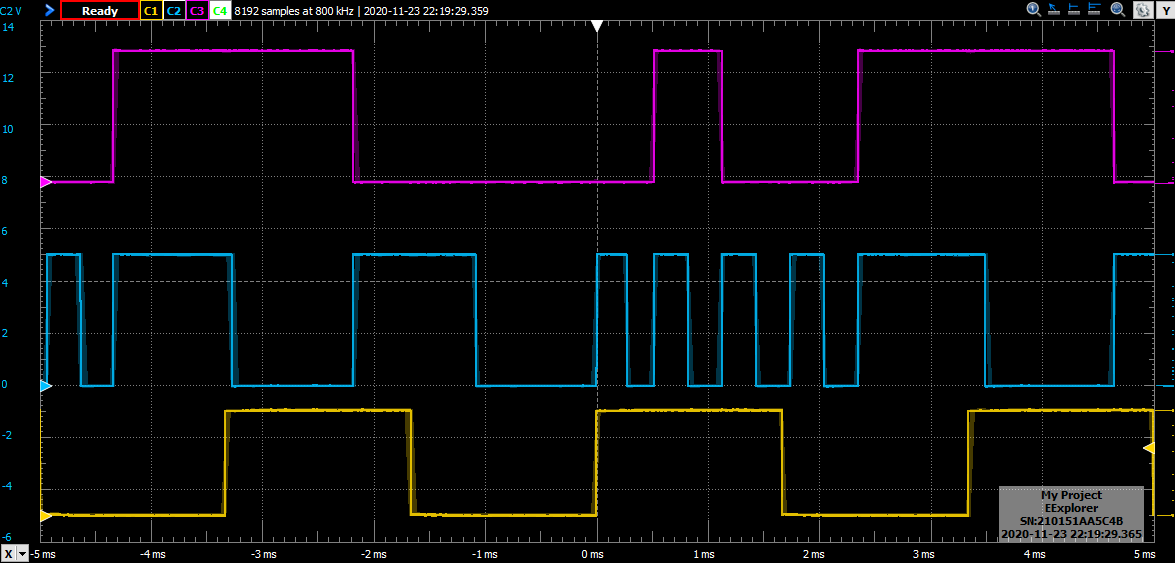 C2 V Ready C1 C2 C3 C4 8192 samples at 800 kHz | 2020-11-23 22:19:29.359 Y
14
12
10
8
6
4
2
0
-2
-4
-6
My Project
EExplorer
SN:210151AA5C4B
2020-11-23 22:19:29.365
X -5 ms -4 ms -3 ms -2 ms -1 ms 0 ms 1 ms 2 ms 3 ms 4 ms 5 ms